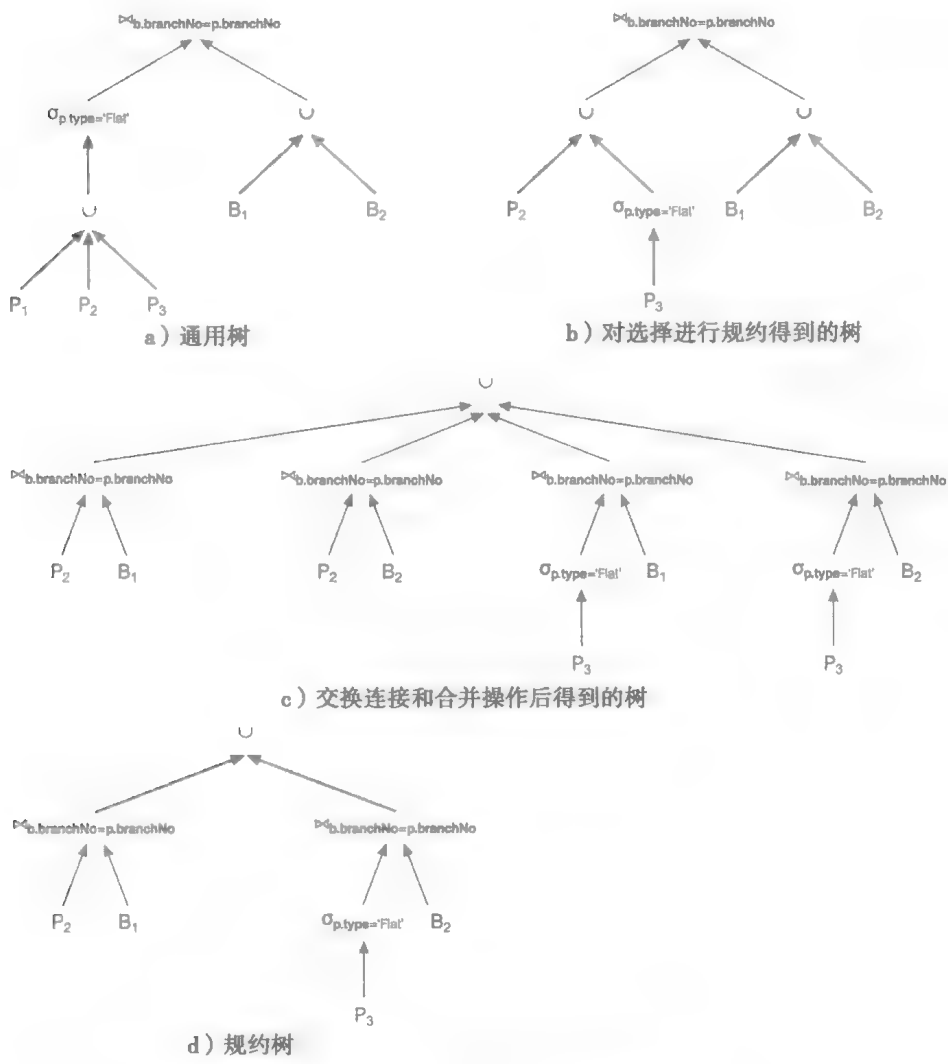 ⋈b.branchNo=p.branchNo
σp.type='Flat'
∪
∪
P₁ P₂ P₃
B₁ B₂
a）通用树
⋈b.branchNo=p.branchNo
∪
∪
P₂
σp.type='Flat'
B₁ B₂
P₃
b）对选择进行规约得到的树
∪
⋈b.branchNo=p.branchNo ⋈b.branchNo=p.branchNo ⋈b.branchNo=p.branchNo ⋈b.branchNo=p.branchNo
P₂ B₁ P₂ B₂ σp.type='Flat' B₁ σp.type='Flat' B₂
P₃ P₃
c）交换连接和合并操作后得到的树
∪
⋈b.branchNo=p.branchNo ⋈b.branchNo=p.branchNo
P₂ B₁ σp.type='Flat' B₂
P₃
d）规约树